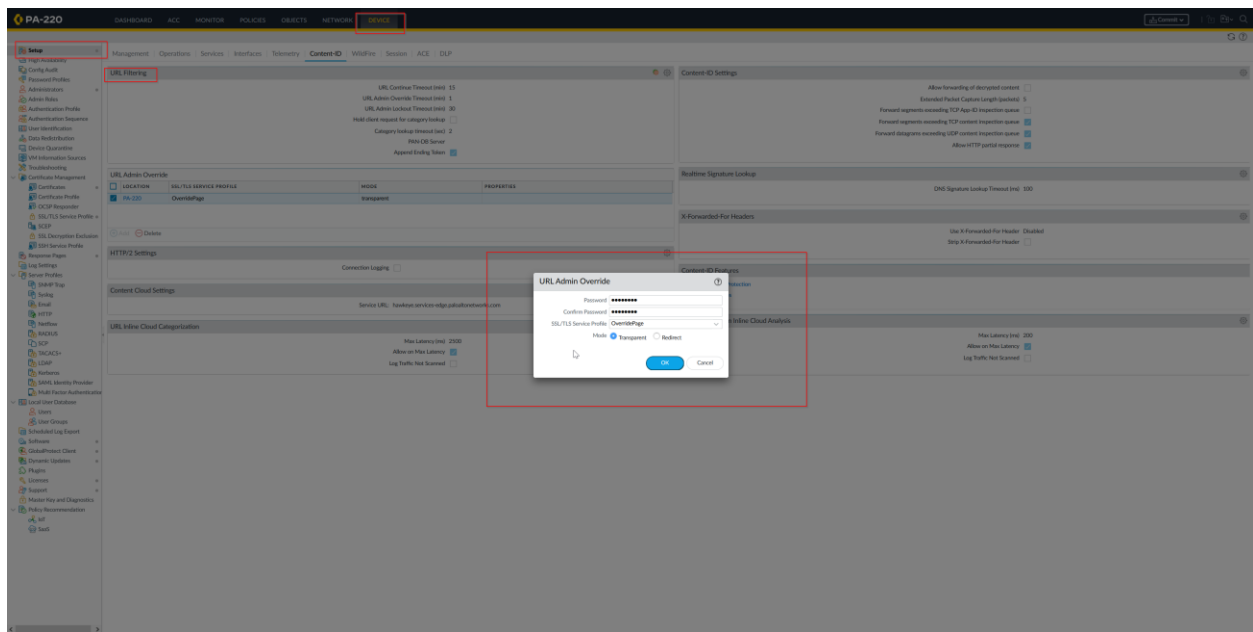 PA-220
DASHBOARD ACC MONITOR POLICIES OBJECTS NETWORK DEVICE
Commit
Setup
High Availability
Config Audit
Password Profiles
Administrators
Admin Roles
Authentication Profile
Authentication Sequence
User Identification
Data Redistribution
Device Quarantine
VM Information Sources
Troubleshooting
Certificate Management
Certificates
Certificate Profile
OCSP Responder
SSL/TLS Service Profile
SCEP
SSL Decryption Exclusion
SSH Service Profile
Response Pages
Log Settings
Server Profiles
SNMP Trap
Syslog
Email
HTTP
Netflow
RADIUS
SCP
TACACS+
LDAP
Kerberos
SAML Identity Provider
Multi Factor Authentication
Local User Database
Users
User Groups
Scheduled Log Export
Software
GlobalProtect Client
Dynamic Updates
Plugins
Licenses
Support
Master Key and Diagnostics
Policy Recommendation
IoT
SaaS
Management Operations Services Interfaces Telemetry Content-ID WildFire Session ACE DLP
URL Filtering
URL Continue Timeout (min) 15
URL Admin Override Timeout (min) 1
URL Admin Lockout Timeout (min) 30
Hold client request for category lookup
Category lookup timeout (sec) 2
PAN-DB Server
Append Ending Token
URL Admin Override
LOCATION SSL/TLS SERVICE PROFILE MODE PROPERTIES
PA-220 OverridePage transparent
Add Delete
HTTP/2 Settings
Connection Logging
Content Cloud Settings
Service URL: hawkeye.services-edge.paloaltonetworks.com
URL Inline Cloud Categorization
Max Latency (ms) 2500
Allow on Max Latency
Log Traffic Not Scanned
Content-ID Settings
Allow forwarding of decrypted content
Extended Packet Capture Length (packets) 5
Forward segments exceeding TCP App-ID inspection queue
Forward segments exceeding TCP content inspection queue
Forward datagrams exceeding UDP content inspection queue
Allow HTTP partial response
Realtime Signature Lookup
DNS Signature Lookup Timeout (ms) 100
X-Forwarded-For Headers
Use X-Forwarded-For Header Disabled
Strip X-Forwarded-For Header
Content-ID Features
Protection
Inline Cloud Analysis
Max Latency (ms) 200
Allow on Max Latency
Log Traffic Not Scanned
URL Admin Override
Password ••••••••
Confirm Password ••••••••
SSL/TLS Service Profile OverridePage
Mode Transparent Redirect
OK Cancel